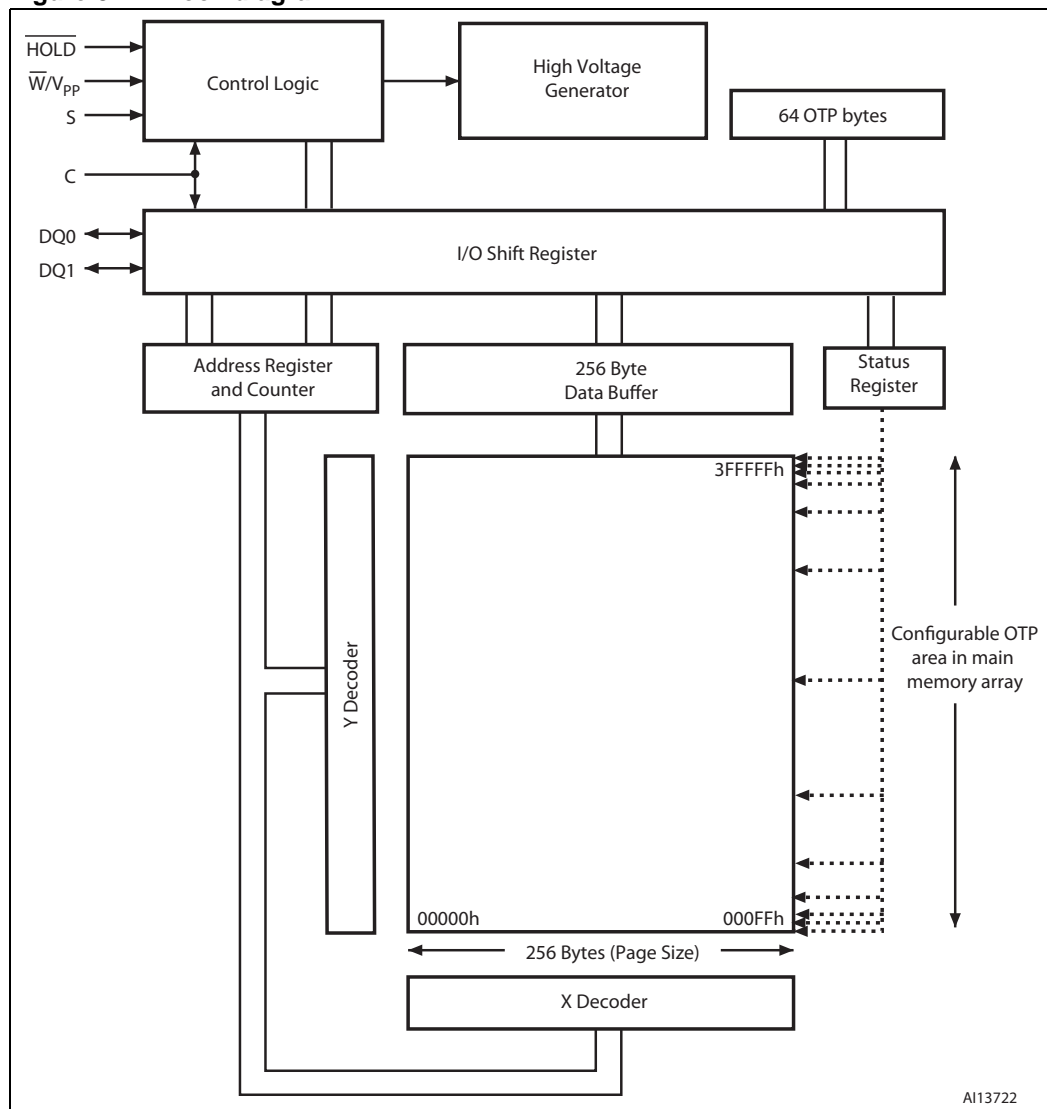 HOLD
W/VPP
S
C
DQ0
DQ1
Control Logic
High Voltage
Generator
64 OTP bytes
I/O Shift Register
Address Register
and Counter
256 Byte
Data Buffer
Status
Register
3FFFFFh
Y Decoder
Configurable OTP
area in main
memory array
00000h
000FFh
256 Bytes (Page Size)
X Decoder
AI13722